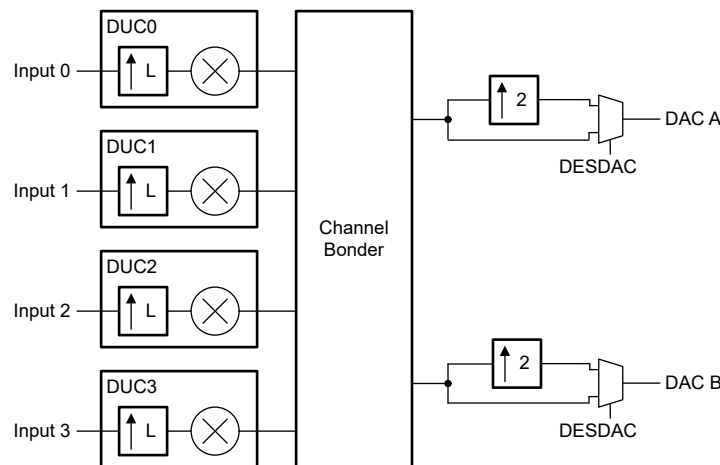 DUC0
Input 0
L
DUC1
Input 1
L
DUC2
Input 2
L
DUC3
Input 3
L
Channel
Bonder
2
DAC A
DESDAC
2
DAC B
DESDAC